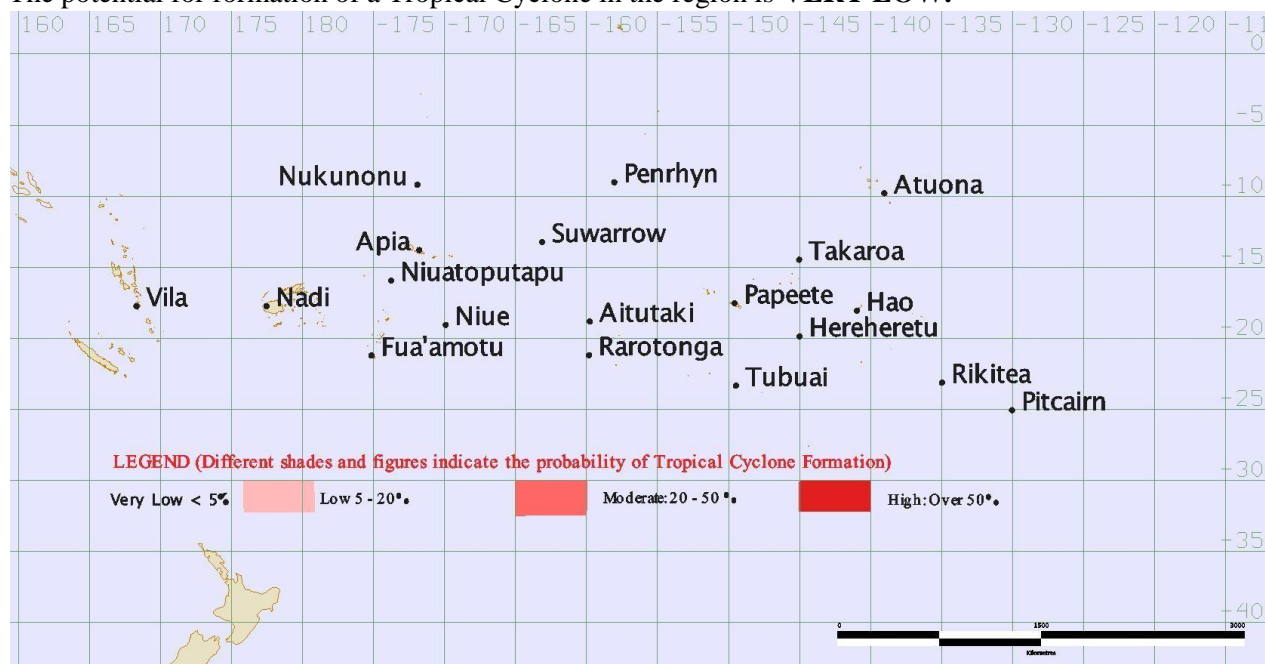 The potential for formation of a Tropical Cyclone in the region is VERY LOW.
160 165 170 175 180 -175 -170 -165 -160 -155 -150 -145 -140 -135 -130 -125 -120 -11
0
-5
Nukunonu Penrhyn Atuona
-10
Apia Suwarrow Takaroa
-15
Niuatoputapu
Vila Nadi Niue Aitutaki Papeete Hao
Hereheretu
-20
Fua'amotu Rarotonga Tubuai Rikitea
Pitcairn
-25
LEGEND (Different shades and figures indicate the probability of Tropical Cyclone Formation)
-30
Very Low < 5% Low 5 - 20% Moderate: 20 - 50 % High: Over 50%
-35
-40
0 1500 3000
Kilometres